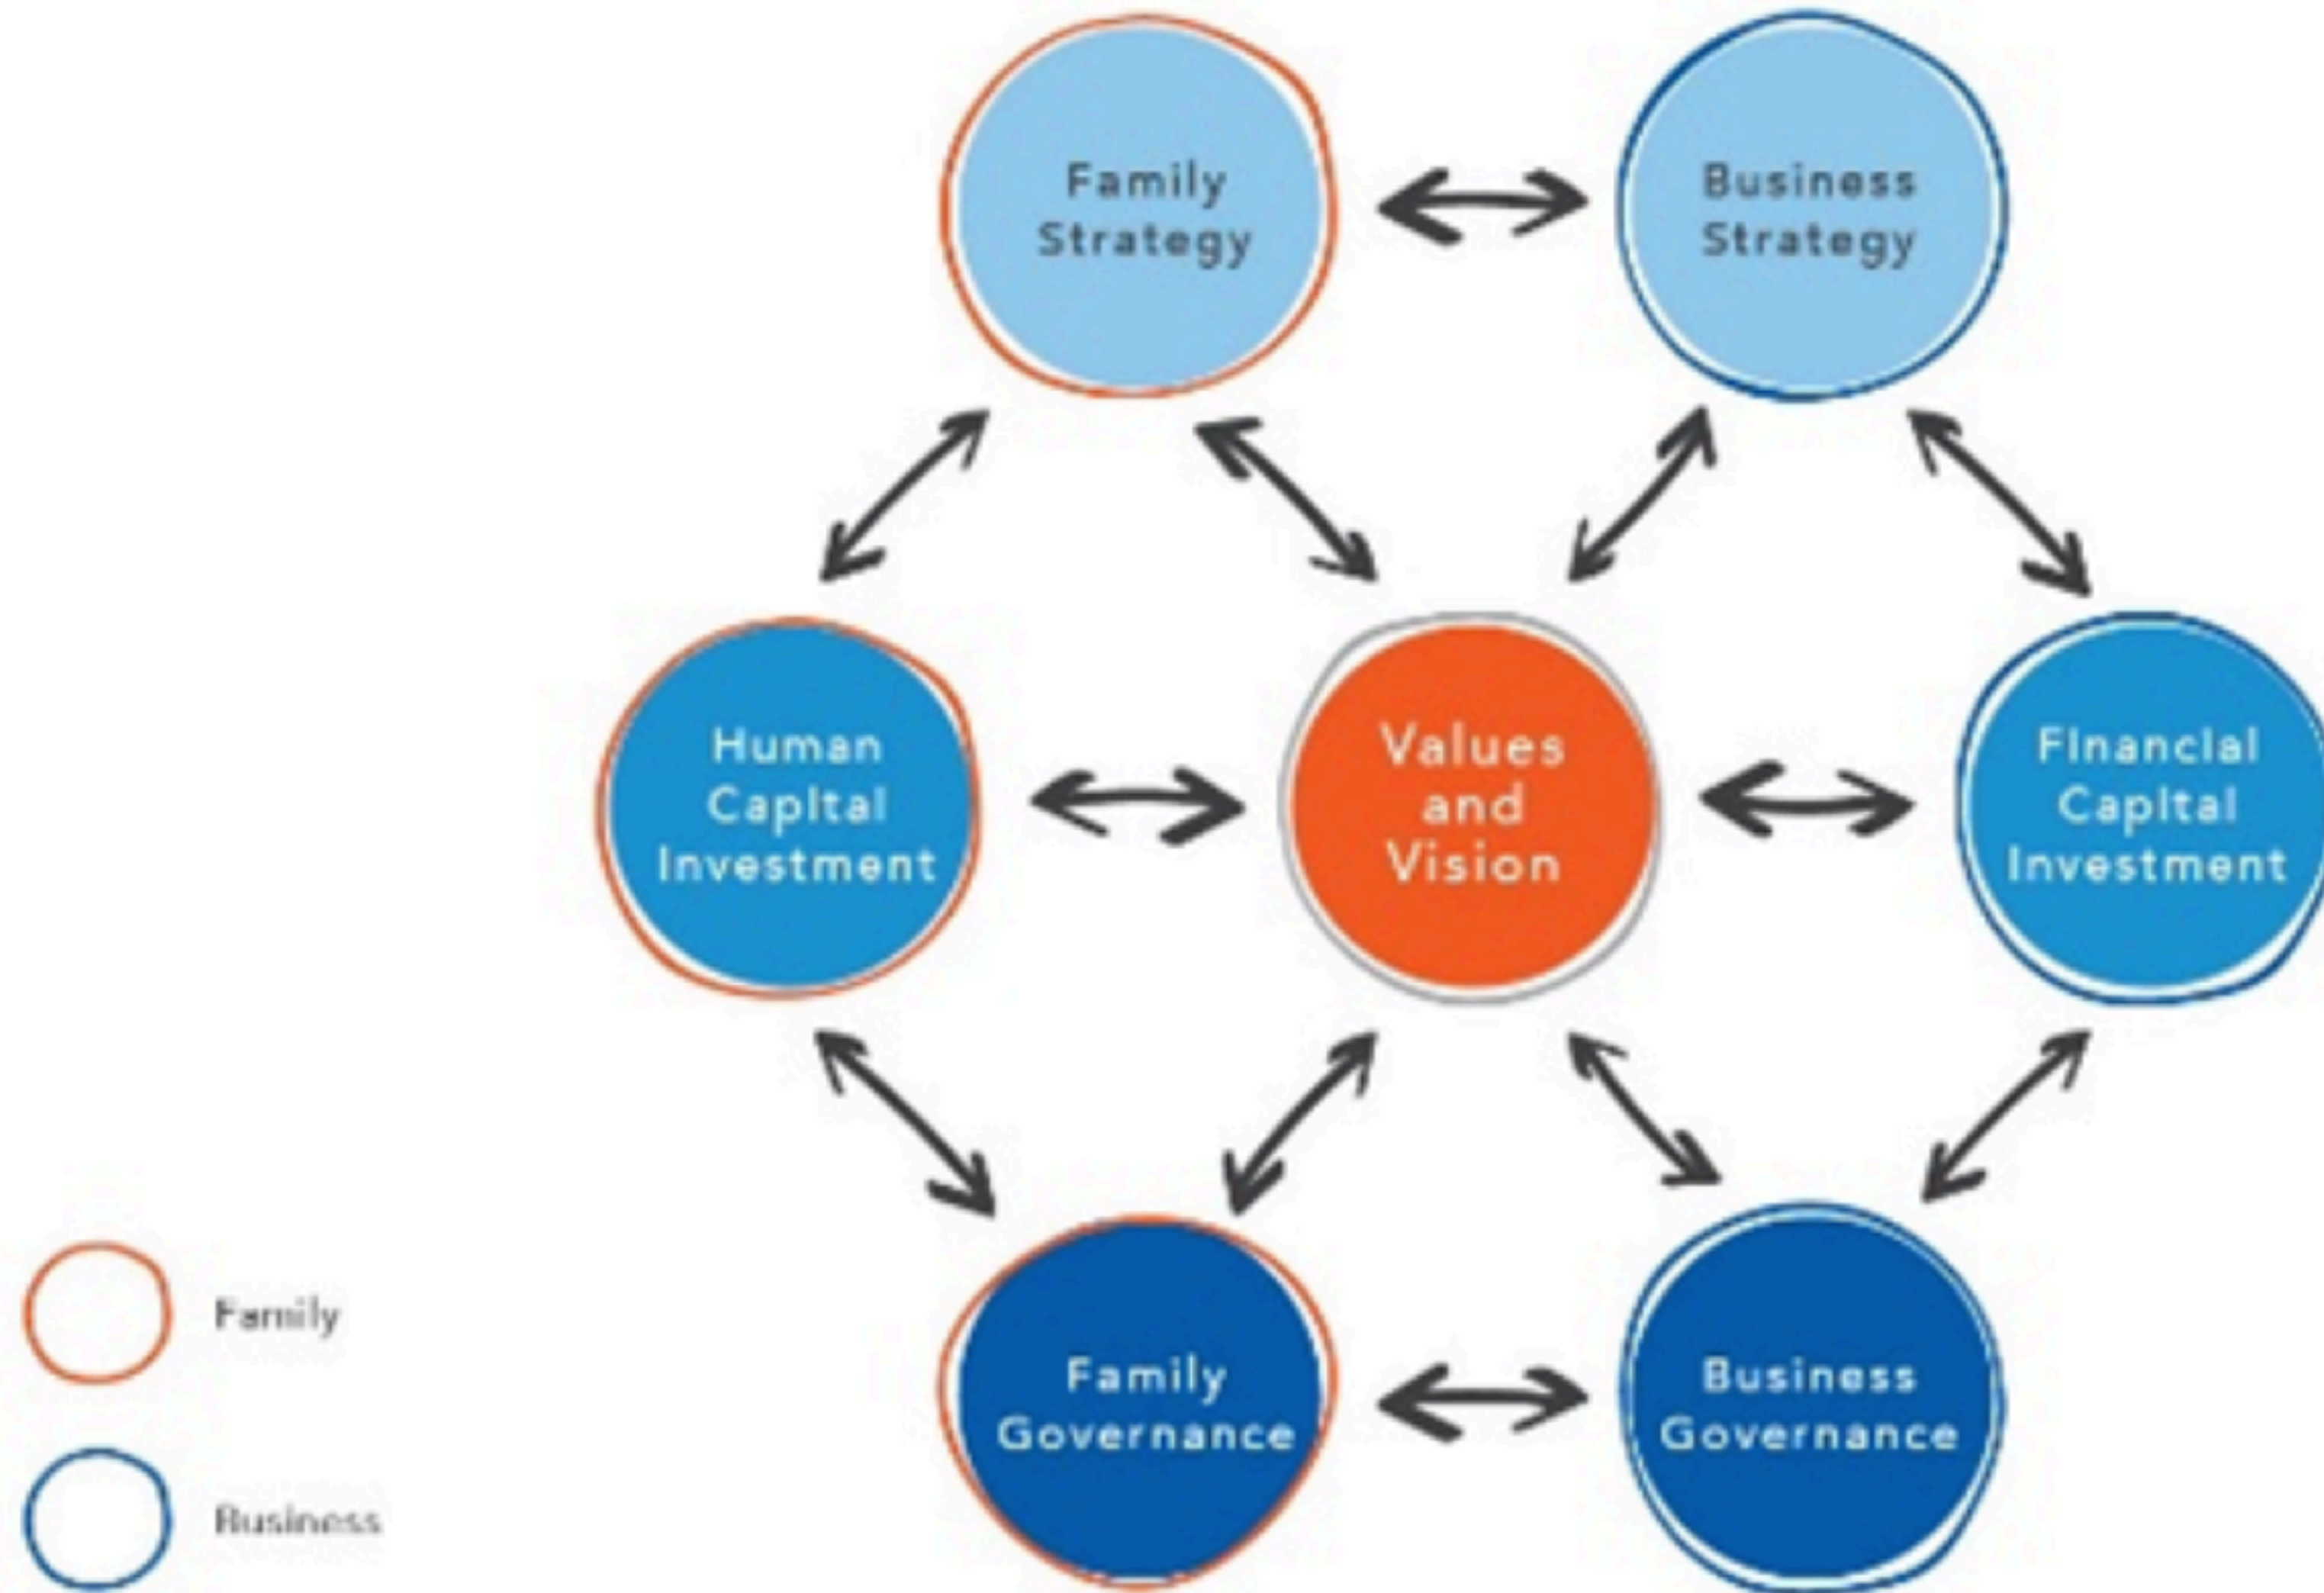 Family
Strategy
Business
Strategy
Human
Capital
Investment
Values
and
Vision
Financial
Capital
Investment
Family
Governance
Business
Governance
Family
Business